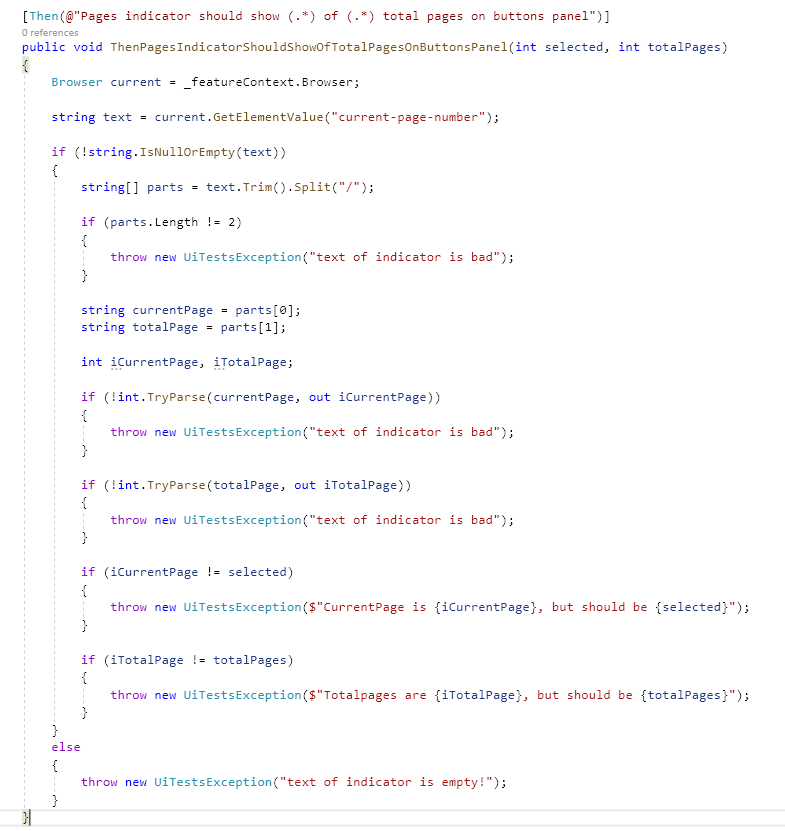 [Then(@"Pages indicator should show (.*) of (.*) total pages on buttons panel")]
0 references
public void ThenPagesIndicatorShouldShowOfTotalPagesOnButtonsPanel(int selected, int totalPages)
{
    Browser current = _featureContext.Browser;

    string text = current.GetElementValue("current-page-number");

    if (!string.IsNullOrEmpty(text))
    {
        string[] parts = text.Trim().Split("/");

        if (parts.Length != 2)
        {
            throw new UiTestsException("text of indicator is bad");
        }

        string currentPage = parts[0];
        string totalPage = parts[1];

        int iCurrentPage, iTotalPage;

        if (!int.TryParse(currentPage, out iCurrentPage))
        {
            throw new UiTestsException("text of indicator is bad");
        }

        if (!int.TryParse(totalPage, out iTotalPage))
        {
            throw new UiTestsException("text of indicator is bad");
        }

        if (iCurrentPage != selected)
        {
            throw new UiTestsException($"CurrentPage is {iCurrentPage}, but should be {selected}");
        }

        if (iTotalPage != totalPages)
        {
            throw new UiTestsException($"Totalpages are {iTotalPage}, but should be {totalPages}");
        }
    }
    else
    {
        throw new UiTestsException("text of indicator is empty!");
    }
}